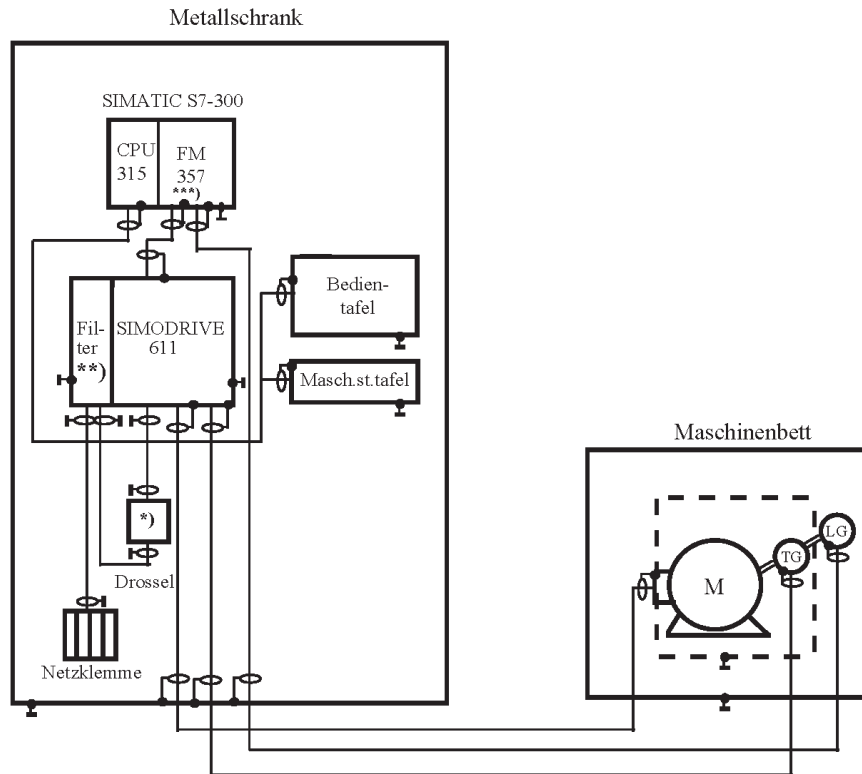 Metallschrank
SIMATIC S7-300
CPU
315
FM
357
***)
Bedien-
tafel
Fil-
ter
**)
SIMODRIVE
611
Masch.st.tafel
Maschinenbett
*)
Drossel
LG
TG
M
Netzklemme